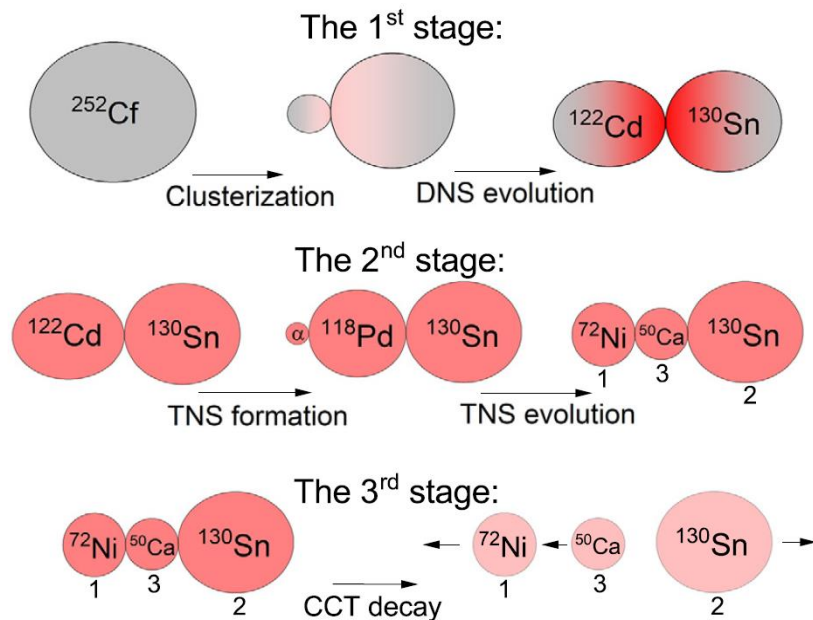 The 1ˢᵗ stage:
²⁵²Cf
¹²²Cd ¹³⁰Sn
Clusterization DNS evolution
The 2ⁿᵈ stage:
¹²²Cd ¹³⁰Sn α ¹¹⁸Pd ¹³⁰Sn ⁷²Ni ⁵⁰Ca ¹³⁰Sn
1 3 2
TNS formation TNS evolution
The 3ʳᵈ stage:
⁷²Ni ⁵⁰Ca ¹³⁰Sn ⁷²Ni ⁵⁰Ca ¹³⁰Sn
1 3 2 1 3 2
CCT decay